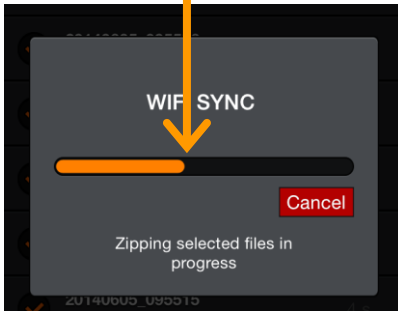 WIFI SYNC
Cancel
Zipping selected files in
progress
20140605_095515